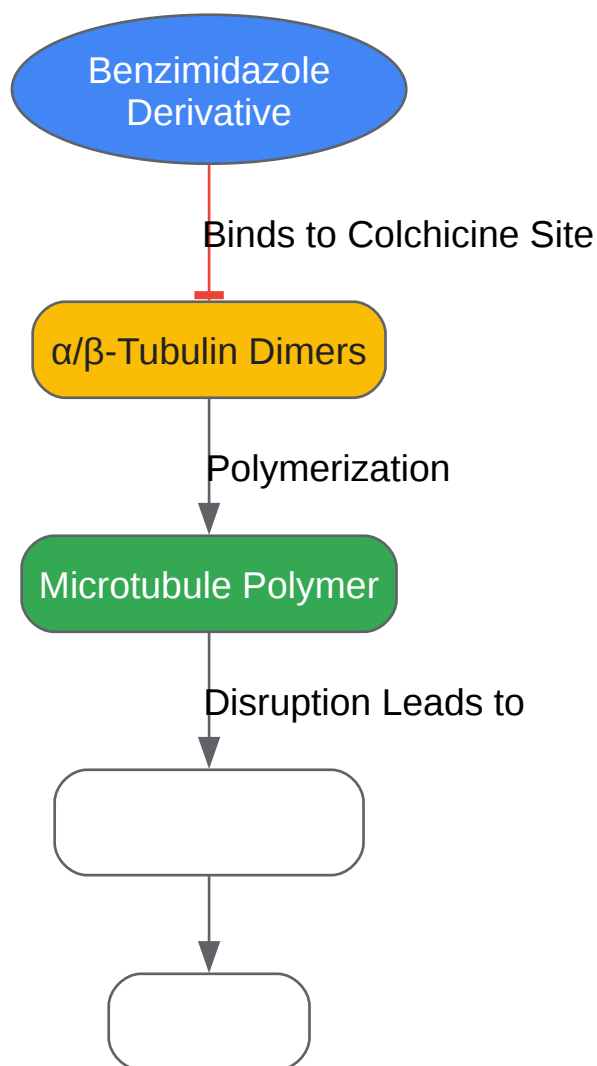 Benzimidazole
Derivative
Binds to Colchicine Site
α/β-Tubulin Dimers
Polymerization
Microtubule Polymer
Disruption Leads to